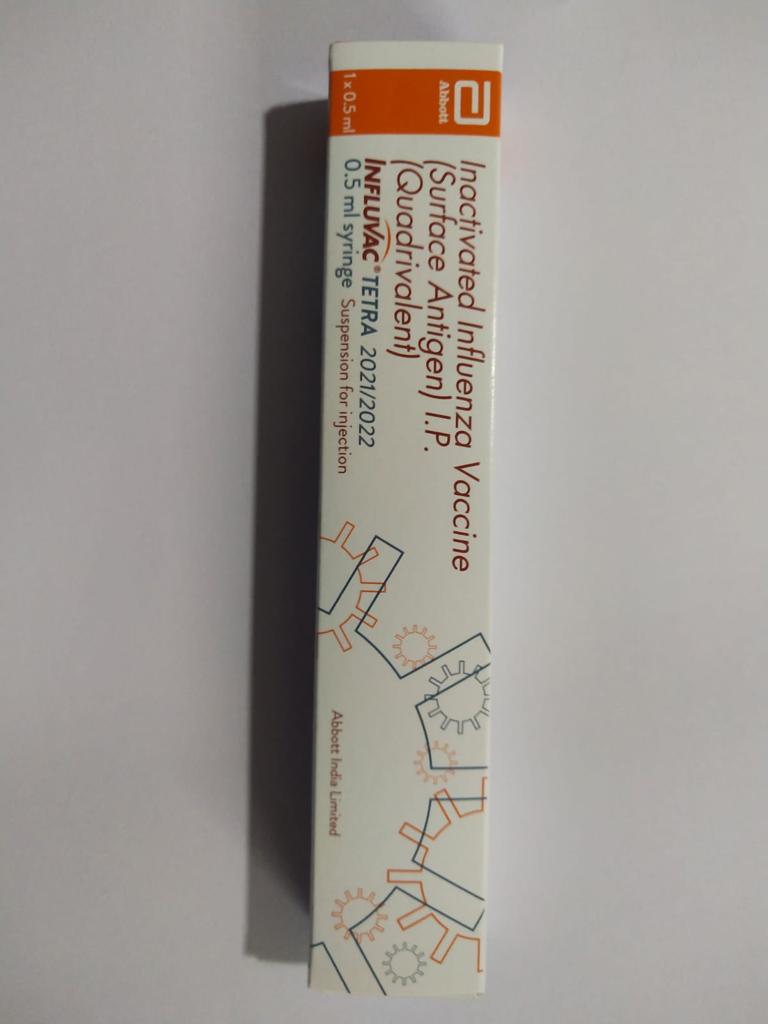 Abbott
1 x 0.5 ml
Inactivated Influenza Vaccine
(Surface Antigen) I.P.
(Quadrivalent)
INFLUVAC® TETRA 2021/2022
0.5 ml syringe Suspension for injection
Abbott India Limited